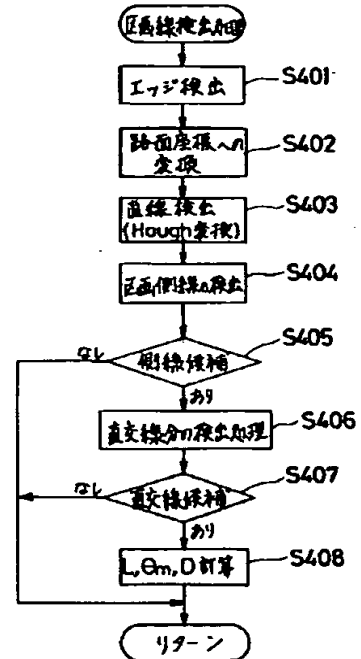 区画線検出処理
エッジ検出
S401
路面座標への
変換
S402
直線検出
(Hough変換)
S403
区画側線の検出
S404
側線候補
S405
なし
あり
直交線分の検出処理
S406
直交線候補
S407
なし
あり
L,θm,D計算
S408
リターン